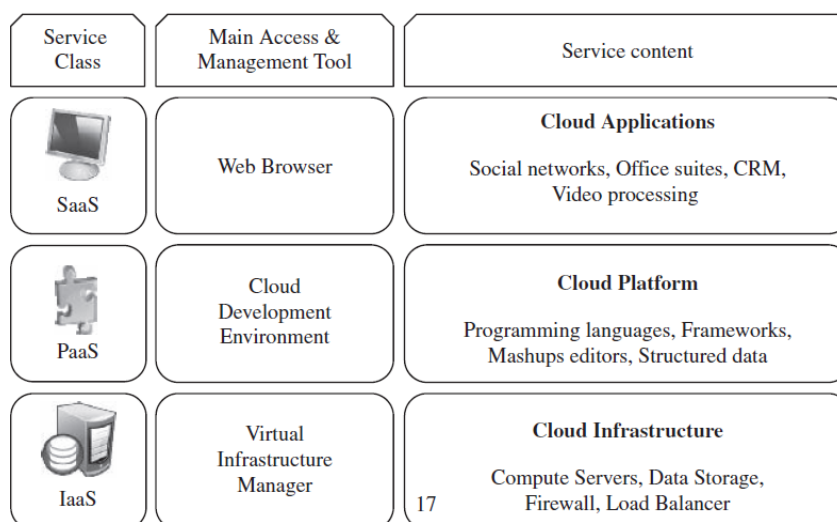 Service Class
Main Access & Management Tool
Service content
SaaS
Web Browser
Cloud Applications
Social networks, Office suites, CRM,
Video processing
PaaS
Cloud
Development
Environment
Cloud Platform
Programming languages, Frameworks,
Mashups editors, Structured data
IaaS
Virtual
Infrastructure
Manager
Cloud Infrastructure
Compute Servers, Data Storage,
Firewall, Load Balancer
17